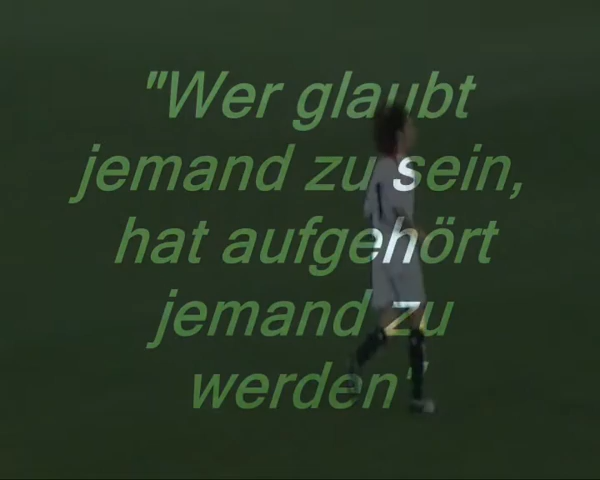 "Wer glaubt
jemand zu sein,
hat aufgehört
jemand zu
werden"